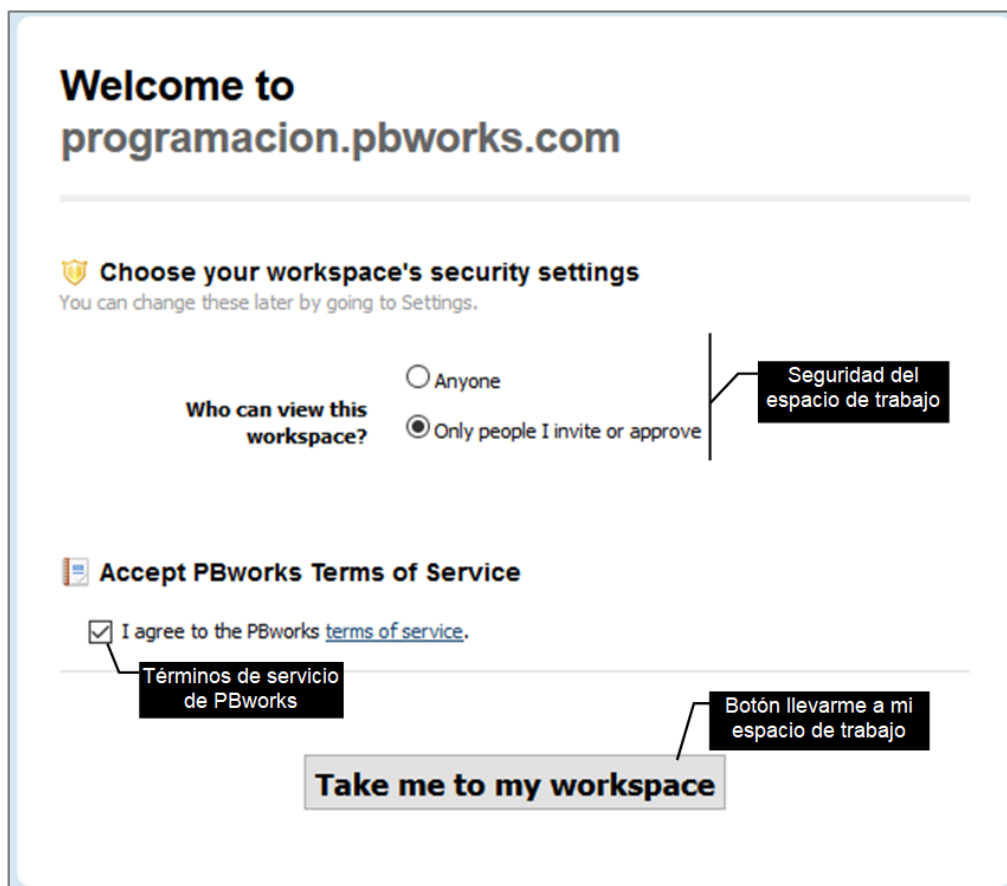 Welcome to
programacion.pbworks.com
Choose your workspace's security settings
You can change these later by going to Settings.
Who can view this
workspace?
Anyone
Only people I invite or approve
Seguridad del
espacio de trabajo
Accept PBworks Terms of Service
I agree to the PBworks terms of service.
Términos de servicio
de PBworks
Botón llevarme a mi
espacio de trabajo
Take me to my workspace